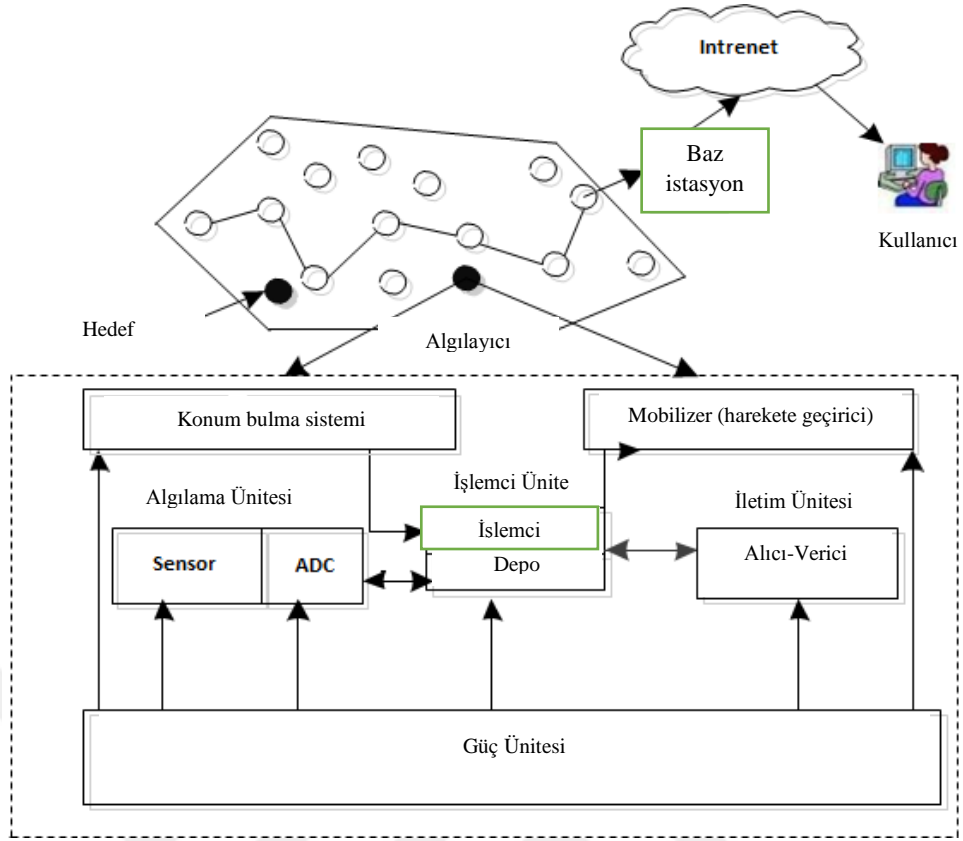 Intrenet
Baz
istasyon
Kullanıcı
Hedef
Algılayıcı
Konum bulma sistemi
Mobilizer (harekete geçirici)
Algılama Ünitesi
İşlemci Ünite
İletim Ünitesi
Sensor
ADC
İslemci
Depo
Alıcı-Verici
Güç Ünitesi